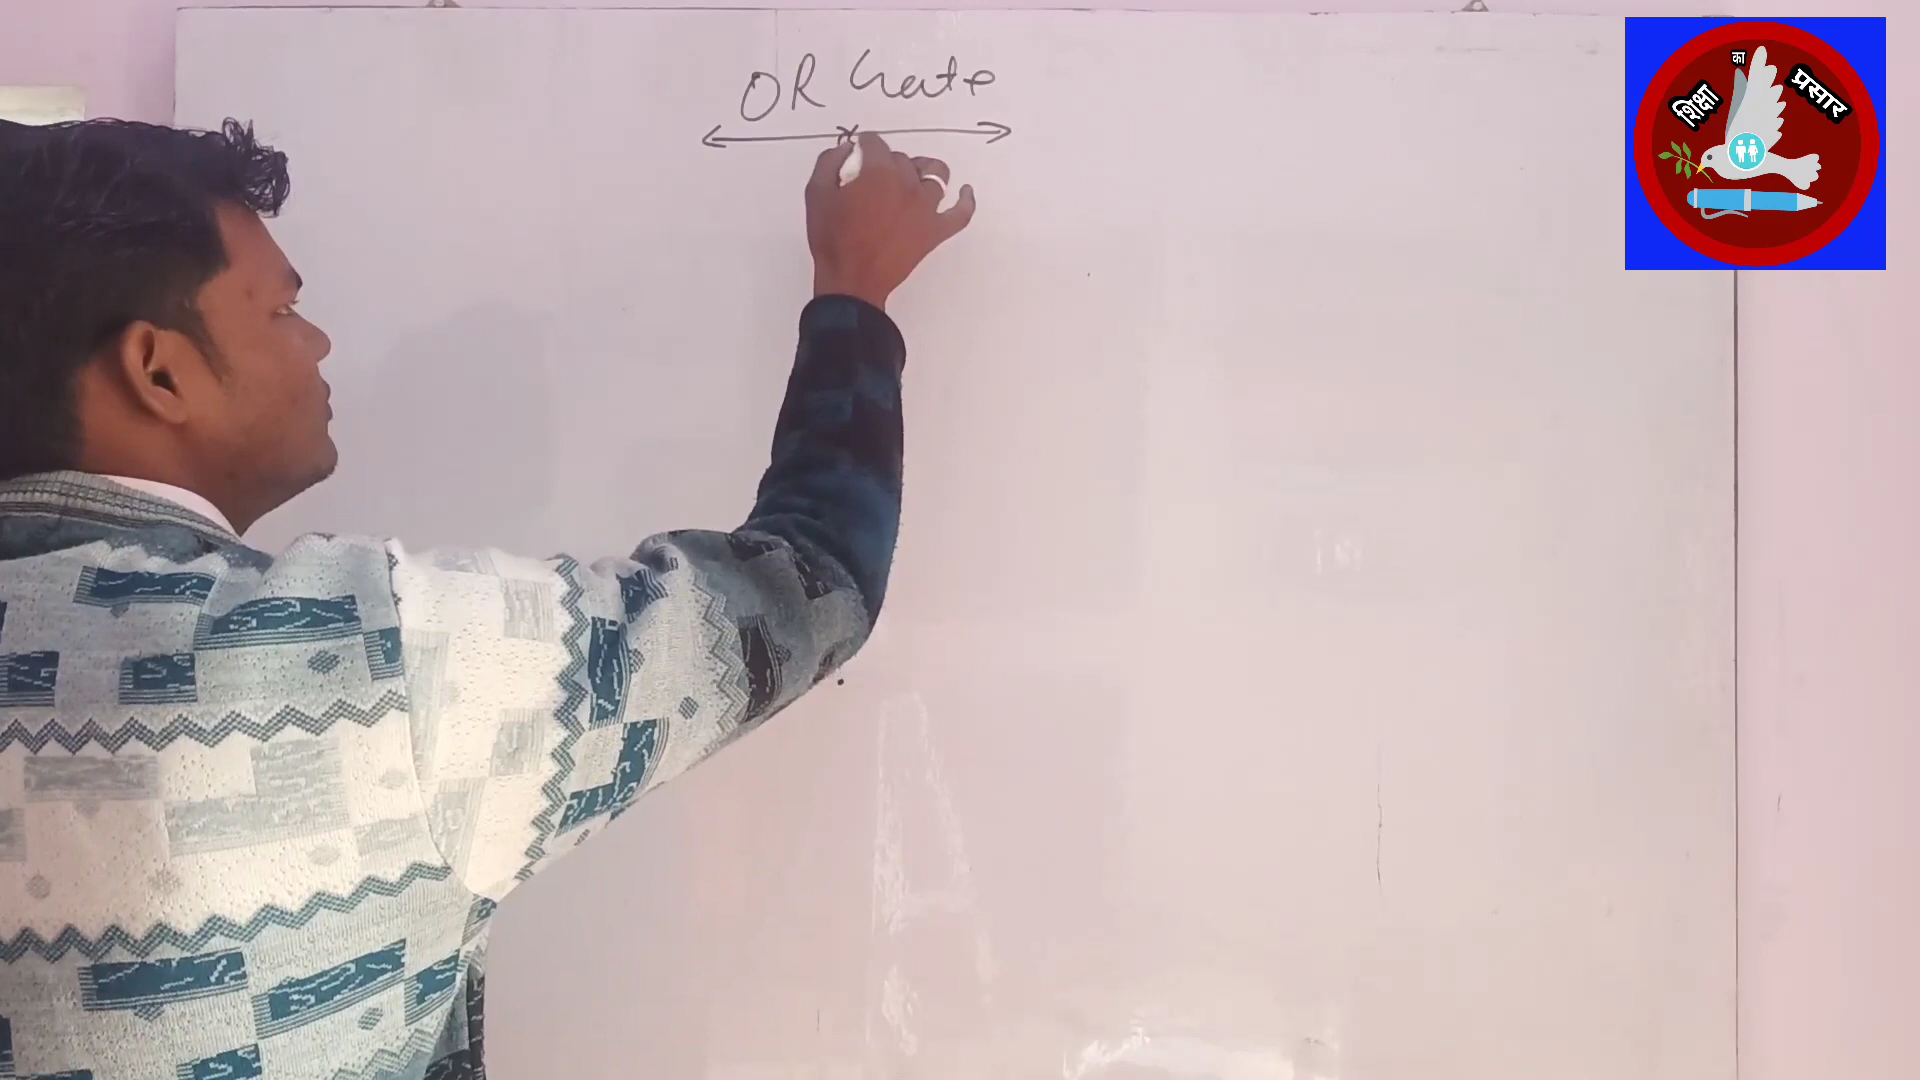 OR Gate
शिक्षा का प्रसार